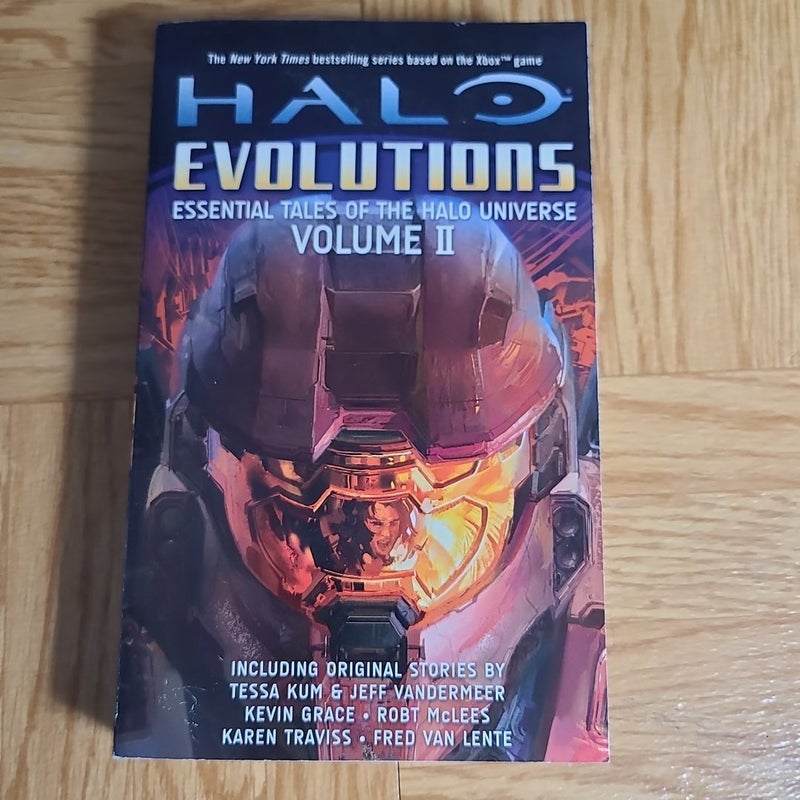 The New York Times bestselling series based on the Xbox™ game
HALO®
EVOLUTIONS
ESSENTIAL TALES OF THE HALO UNIVERSE
VOLUME II
INCLUDING ORIGINAL STORIES BY
TESSA KUM & JEFF VANDERMEER
KEVIN GRACE • ROBT McLEES
KAREN TRAVISS • FRED VAN LENTE